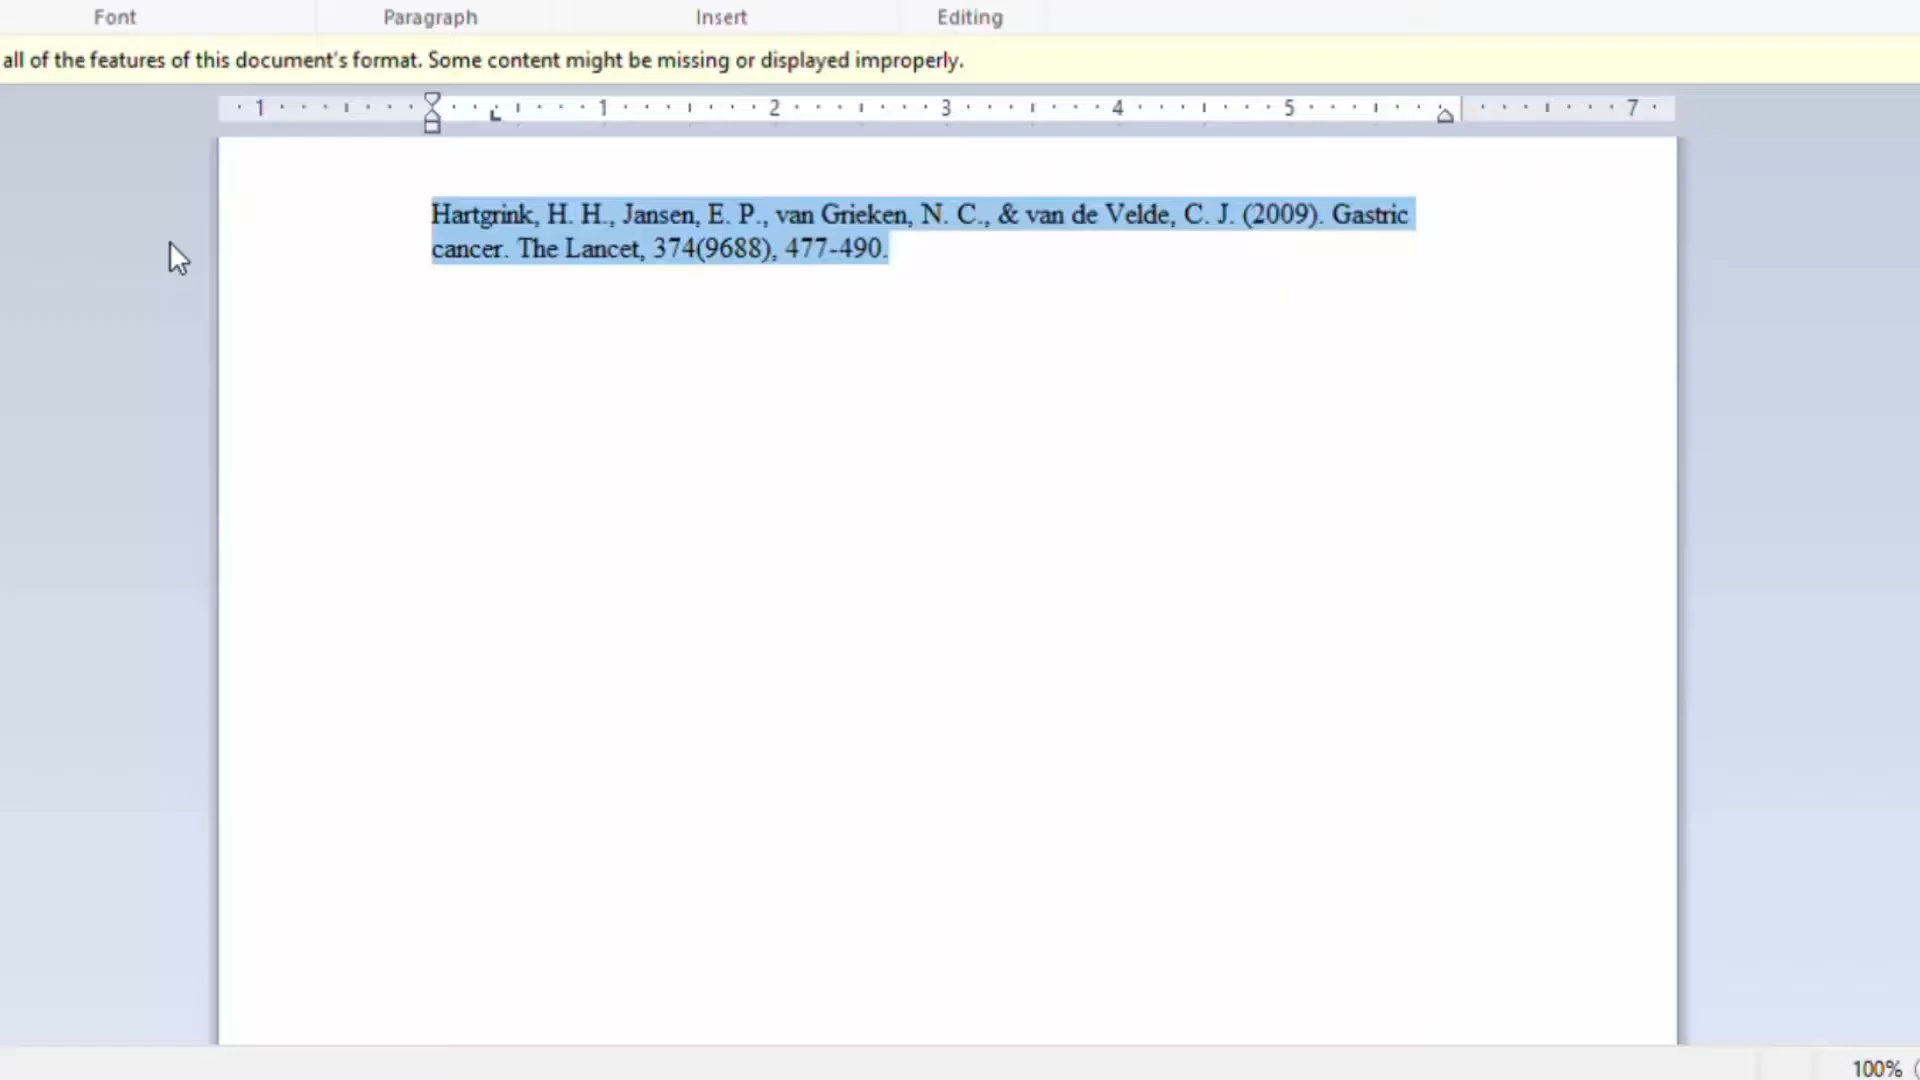 Font Paragraph Insert Editing
all of the features of this document's format. Some content might be missing or displayed improperly.
1 1 2 3 4 5 7
Hartgrink, H. H., Jansen, E. P., van Grieken, N. C., & van de Velde, C. J. (2009). Gastric
cancer. The Lancet, 374(9688), 477-490.
100%